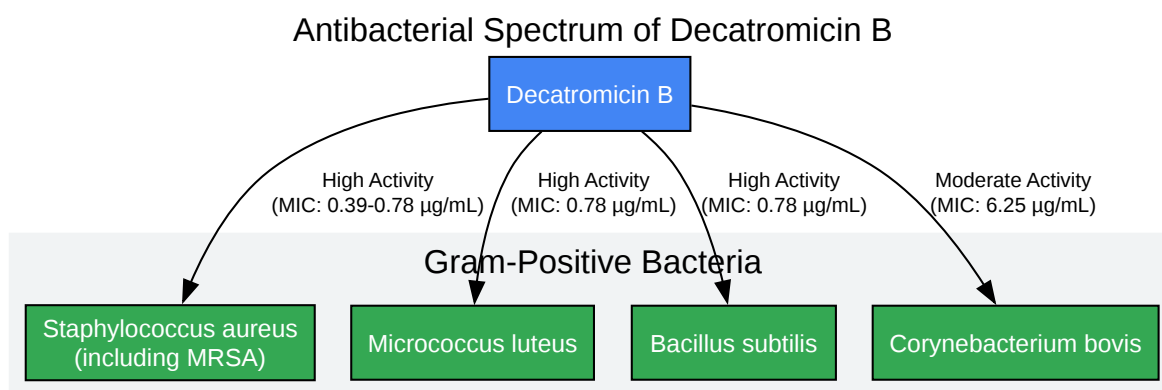 Antibacterial Spectrum of Decatromicin B
Decatromicin B
High Activity
(MIC: 0.39-0.78 µg/mL)
High Activity
(MIC: 0.78 µg/mL)
High Activity
(MIC: 0.78 µg/mL)
Moderate Activity
(MIC: 6.25 µg/mL)
Gram-Positive Bacteria
Staphylococcus aureus
(including MRSA)
Micrococcus luteus
Bacillus subtilis
Corynebacterium bovis